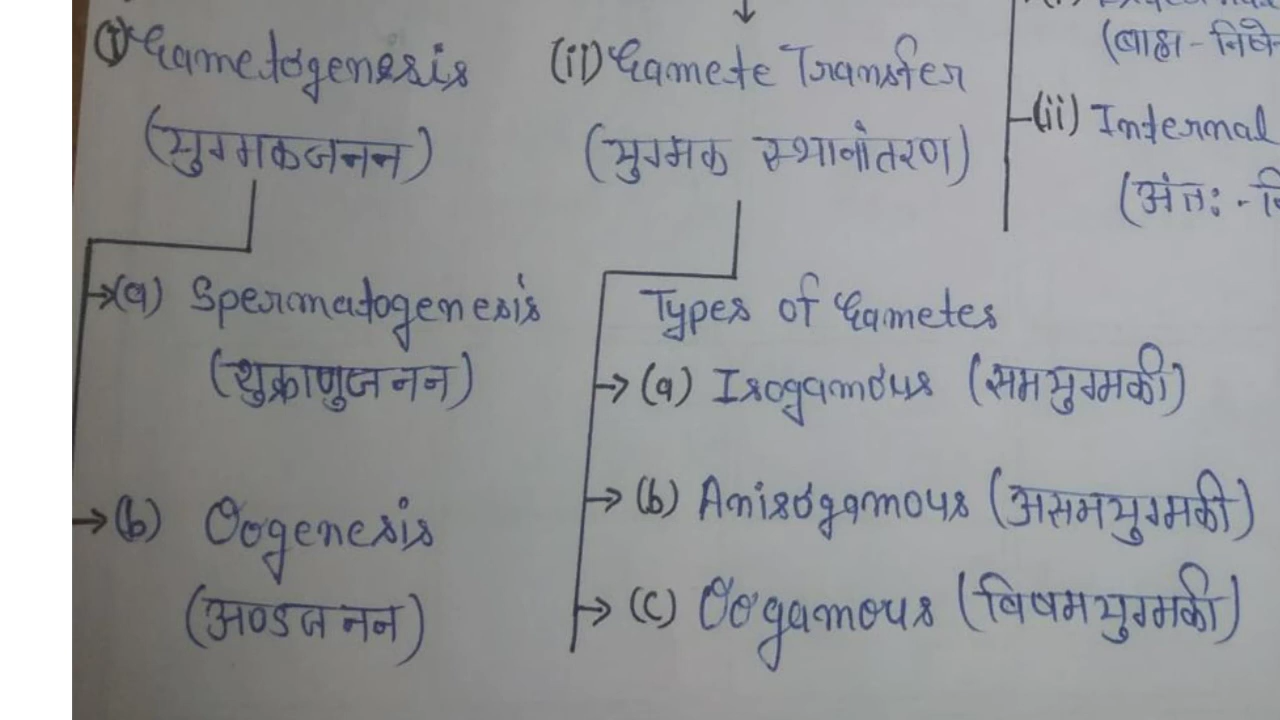 (i) Gametogenesis
(युग्मकजनन)
(a) Spermatogenesis
(शुक्राणुजनन)
(b) Oogenesis
(अण्डजनन)
(ii) Gamete Transfer
(युग्मक स्थानांतरण)
Types of Gametes
(a) Isogamous (समयुग्मकी)
(b) Anisogamous (असमयुग्मकी)
(c) Oogamous (विषमयुग्मकी)
(बाह्य-
(ii) Internal
(अंत: -